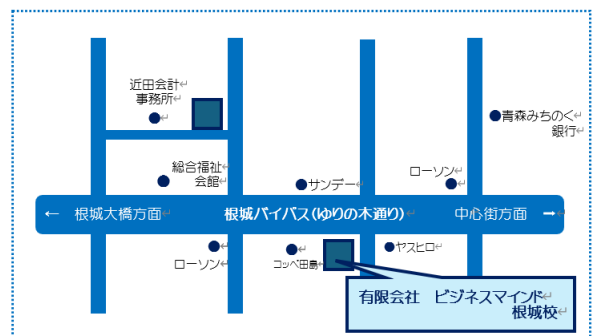 近田会計
事務所
青森みちのく
銀行
総合福祉
会館
サンデー
ローソン
← 根城大橋方面
根城バイパス(ゆりの木通り)
中心街方面 →
ローソン
コッペ田島
ヤスヒロ
有限会社 ビジネスマインド
根城校